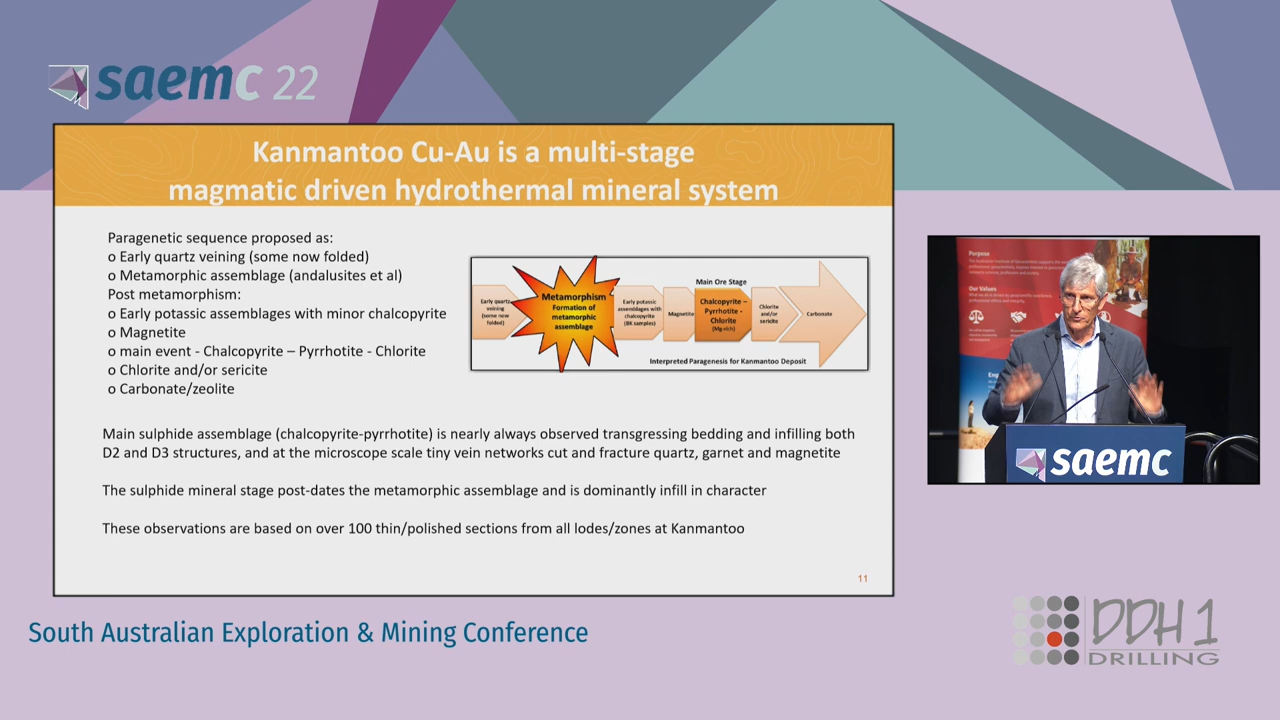 saemc 22
Kanmantoo Cu-Au is a multi-stage
magmatic driven hydrothermal mineral system
Paragenetic sequence proposed as:
o Early quartz veining (some now folded)
o Metamorphic assemblage (andalusites et al)
Post metamorphism:
o Early potassic assemblages with minor chalcopyrite
o Magnetite
o main event - Chalcopyrite – Pyrrhotite - Chlorite
o Chlorite and/or sericite
o Carbonate/zeolite
Main Ore Stage
Early quartz
veining
(some now
folded)
Metamorphism
Formation of
metamorphic
assemblage
Early potassic
assemblages with
chalcopyrite
(BK samples)
Magnetite
Chalcopyrite –
Pyrrhotite -
Chlorite
(Mg-rich)
Chlorite
and/or
sericite
Carbonate
Interpreted Paragenesis for Kanmantoo Deposit
Main sulphide assemblage (chalcopyrite-pyrrhotite) is nearly always observed transgressing bedding and infilling both
D2 and D3 structures, and at the microscope scale tiny vein networks cut and fracture quartz, garnet and magnetite
The sulphide mineral stage post-dates the metamorphic assemblage and is dominantly infill in character
These observations are based on over 100 thin/polished sections from all lodes/zones at Kanmantoo
11
Purpose
Our Values
saemc
South Australian Exploration & Mining Conference
DDH 1
DRILLING